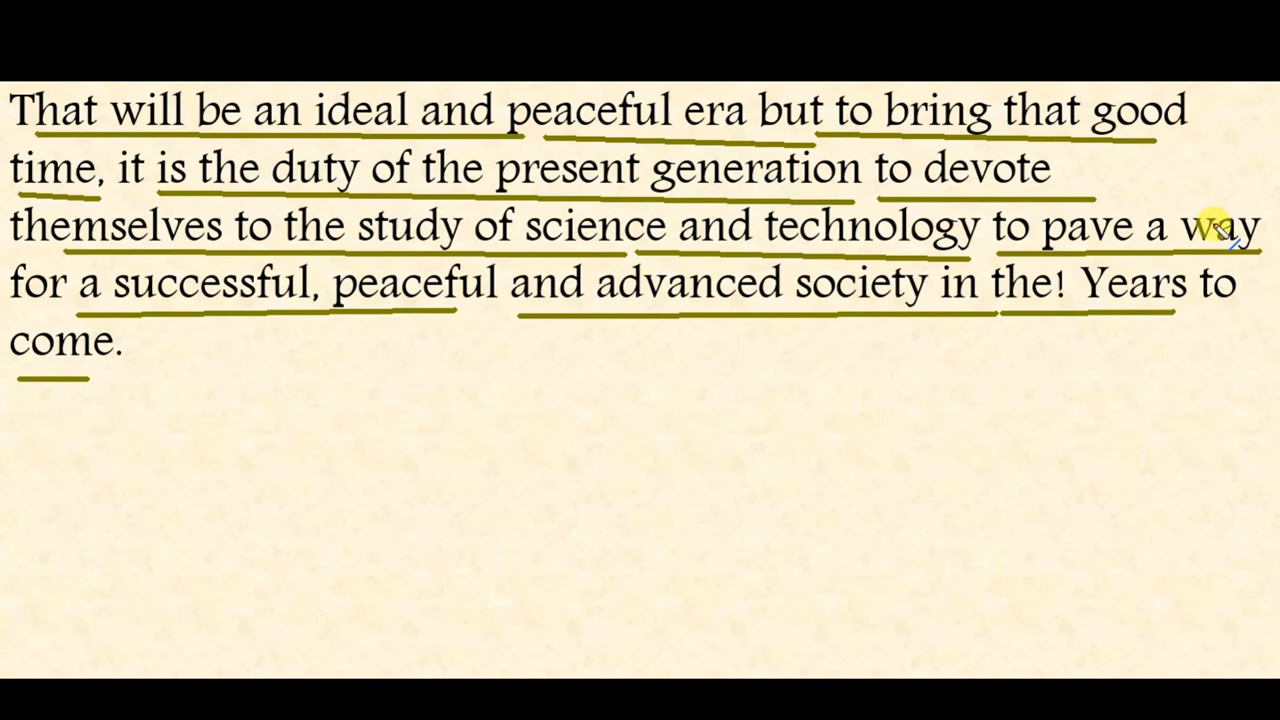 That will be an ideal and peaceful era but to bring that good
time, it is the duty of the present generation to devote
themselves to the study of science and technology to pave a way
for a successful, peaceful and advanced society in the! Years to
come.